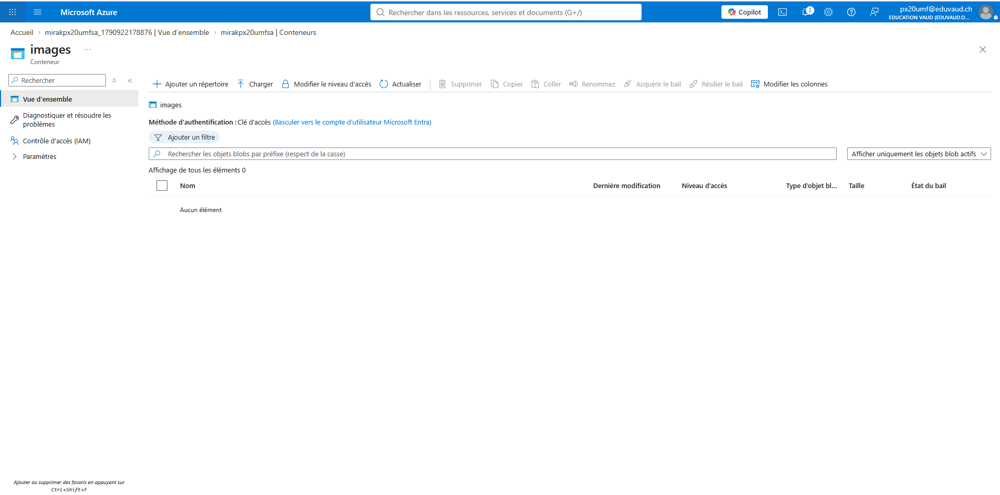 Microsoft Azure
Rechercher dans les ressources, services et documents (G+/)
Copilot
2
px20umf@eduvaud.ch
EDUCATION VAUD (EDUVAUD.O...
Accueil > mirakpx20umfsa_1790922178876 | Vue d’ensemble > mirakpx20umfsa | Conteneurs
images ...
Conteneur
Rechercher
Vue d'ensemble
Diagnostiquer et résoudre les
problèmes
Contrôle d'accès (IAM)
Paramètres
Ajouter un répertoire Charger Modifier le niveau d'accès Actualiser Supprimer Copier Coller Renommez Acquérir le bail Résilier le bail Modifier les colonnes
images
Méthode d'authentification : Clé d'accès (Basculer vers le compte d'utilisateur Microsoft Entra)
Ajouter un filtre
Rechercher les objets blobs par préfixe (respect de la casse)
Afficher uniquement les objets blob actifs
Affichage de tous les éléments 0
Nom Dernière modification Niveau d’accès Type d’objet bl... Taille État du bail
Aucun élément
Ajouter ou supprimer des favoris en appuyant sur
Ctrl+Shift+F